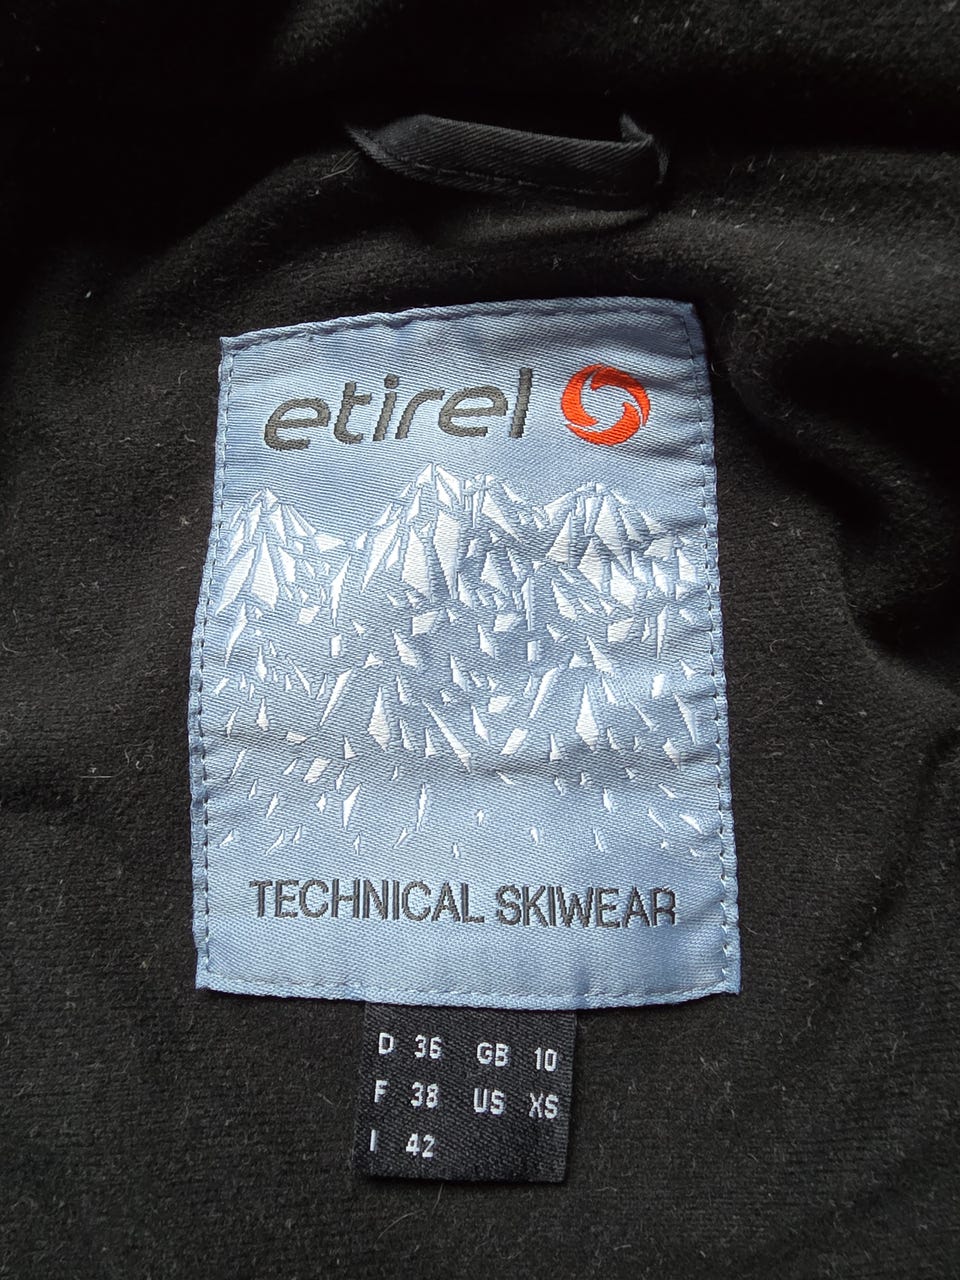 etirel
TECHNICAL SKIWEAR
D 36 GB 10
F 38 US XS
I 42